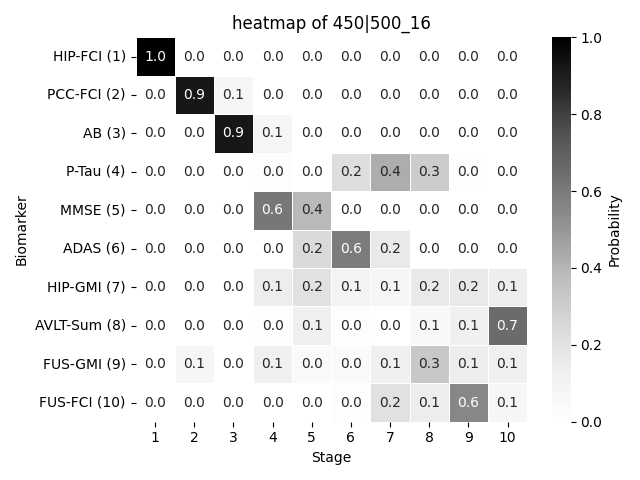 heatmap of 450|500_16
HIP-FCI (1) 1.0 0.0 0.0 0.0 0.0 0.0 0.0 0.0 0.0 0.0
PCC-FCI (2) 0.0 0.9 0.1 0.0 0.0 0.0 0.0 0.0 0.0 0.0
AB (3) 0.0 0.0 0.9 0.1 0.0 0.0 0.0 0.0 0.0 0.0
P-Tau (4) 0.0 0.0 0.0 0.0 0.0 0.2 0.4 0.3 0.0 0.0
MMSE (5) 0.0 0.0 0.0 0.6 0.4 0.0 0.0 0.0 0.0 0.0
ADAS (6) 0.0 0.0 0.0 0.0 0.2 0.6 0.2 0.0 0.0 0.0
HIP-GMI (7) 0.0 0.0 0.0 0.1 0.2 0.1 0.1 0.2 0.2 0.1
AVLT-Sum (8) 0.0 0.0 0.0 0.0 0.1 0.0 0.0 0.1 0.1 0.7
FUS-GMI (9) 0.0 0.1 0.0 0.1 0.0 0.0 0.1 0.3 0.1 0.1
FUS-FCI (10) 0.0 0.0 0.0 0.0 0.0 0.0 0.2 0.1 0.6 0.1
1 2 3 4 5 6 7 8 9 10
Stage
Biomarker
1.0
0.8
0.6
0.4
0.2
0.0
Probability